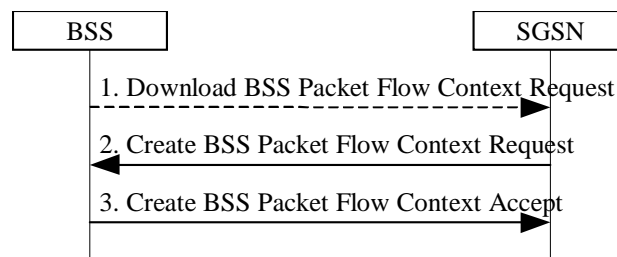 BSS
SGSN
1. Download BSS Packet Flow Context Request
2. Create BSS Packet Flow Context Request
3. Create BSS Packet Flow Context Accept